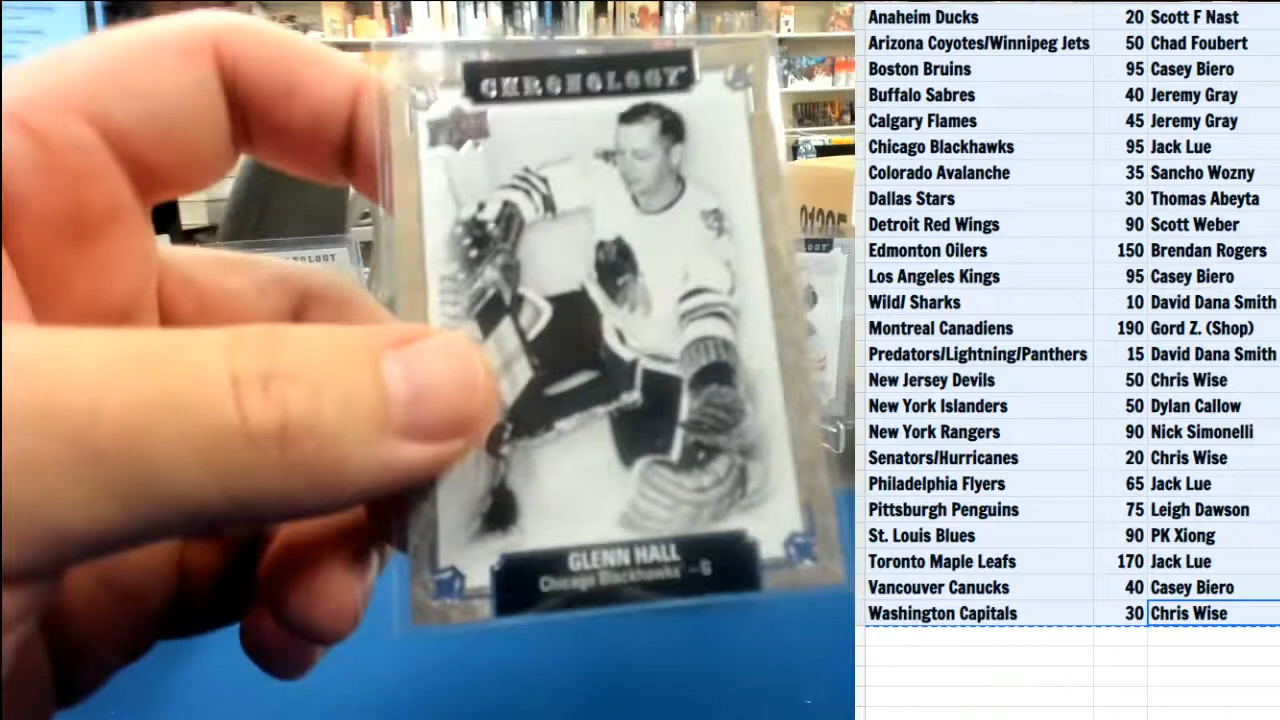 CHRONOLOGY
GLENN HALL
Chicago Blackhawks - G
Anaheim Ducks 20 Scott F Nast
Arizona Coyotes/Winnipeg Jets 50 Chad Foubert
Boston Bruins 95 Casey Biero
Buffalo Sabres 40 Jeremy Gray
Calgary Flames 45 Jeremy Gray
Chicago Blackhawks 95 Jack Lue
Colorado Avalanche 35 Sancho Wozny
Dallas Stars 30 Thomas Abeyta
Detroit Red Wings 90 Scott Weber
Edmonton Oilers 150 Brendan Rogers
Los Angeles Kings 95 Casey Biero
Wild/ Sharks 10 David Dana Smith
Montreal Canadiens 190 Gord Z. (Shop)
Predators/Lightning/Panthers 15 David Dana Smith
New Jersey Devils 50 Chris Wise
New York Islanders 50 Dylan Callow
New York Rangers 90 Nick Simonelli
Senators/Hurricanes 20 Chris Wise
Philadelphia Flyers 65 Jack Lue
Pittsburgh Penguins 75 Leigh Dawson
St. Louis Blues 90 PK Xiong
Toronto Maple Leafs 170 Jack Lue
Vancouver Canucks 40 Casey Biero
Washington Capitals 30 Chris Wise